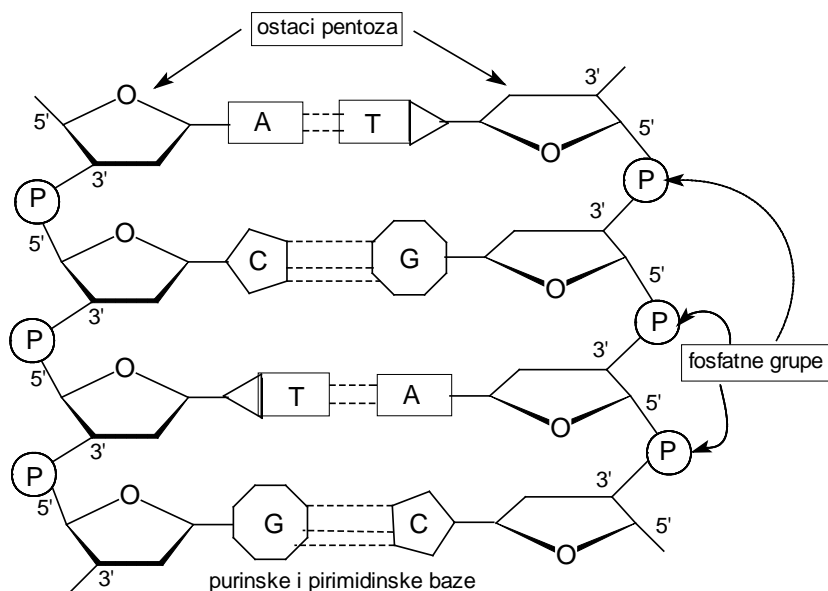 ostaci pentoza
3'
O
5'
A
T
5'
3'
O
P
P
3'
5'
O
C
G
5'
3'
O
P
P
fosfatne grupe
3'
5'
O
T
A
5'
3'
O
P
P
3'
5'
O
G
C
5'
3'
O
purinske i pirimidinske baze